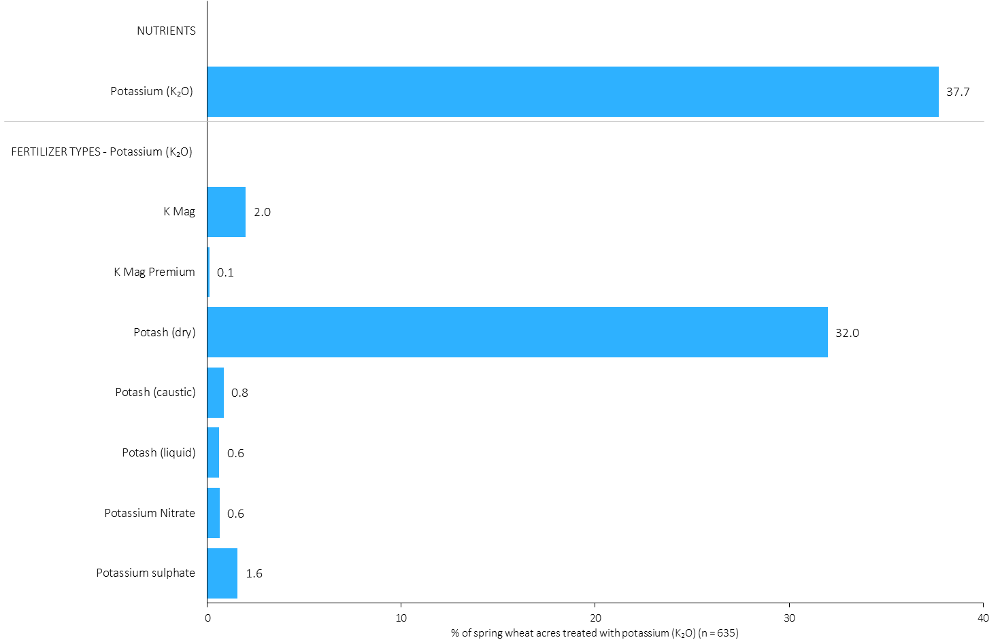 NUTRIENTS
Potassium (K₂O) 37.7
FERTILIZER TYPES - Potassium (K₂O)
K Mag 2.0
K Mag Premium 0.1
Potash (dry) 32.0
Potash (caustic) 0.8
Potash (liquid) 0.6
Potassium Nitrate 0.6
Potassium sulphate 1.6
0 10 20 30 40
% of spring wheat acres treated with potassium (K₂O) (n = 635)